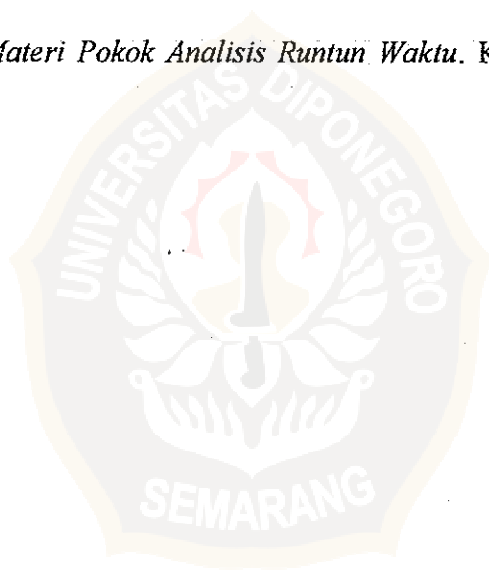 Materi Pokok Analisis Runtun Waktu. K
UNIVERSITAS DIPONEGORO
SEMARANG